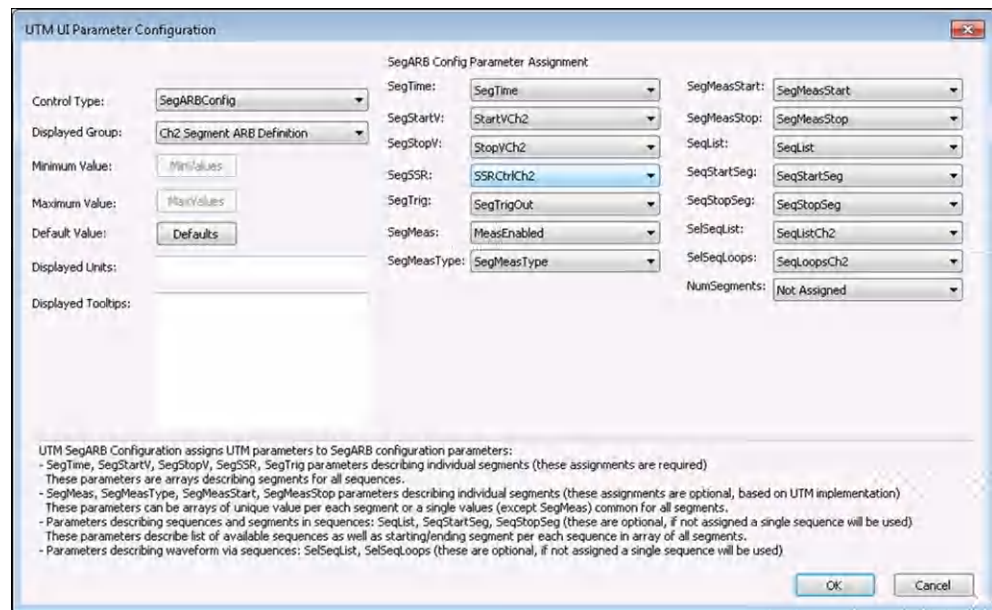 UTM UI Parameter Configuration
SegARB Config Parameter Assignment
Control Type: SegARBConfig
Displayed Group: Ch2 Segment ARB Definition
Minimum Value: MinValues
Maximum Value: MaxValues
Default Value: Defaults
Displayed Units:
Displayed Tooltips:
SegTime: SegTime
SegStartV: StartVCh2
SegStopV: StopVCh2
SegSSR: SSRCtrlCh2
SegTrig: SegTrigOut
SegMeas: MeasEnabled
SegMeasType: SegMeasType
SegMeasStart: SegMeasStart
SegMeasStop: SegMeasStop
SeqList: SeqList
SeqStartSeg: SeqStartSeg
SeqStopSeg: SeqStopSeg
SelSeqList: SeqListCh2
SelSeqLoops: SeqLoopsCh2
NumSegments: Not Assigned
UTM SegARB Configuration assigns UTM parameters to SegARB configuration parameters:
- SegTime, SegStartV, SegStopV, SegSSR, SegTrig parameters describing individual segments (these assignments are required)
These parameters are arrays describing segments for all sequences.
- SegMeas, SegMeasType, SegMeasStart, SegMeasStop parameters describing individual segments (these assignments are optional, based on UTM implementation)
These parameters can be arrays of unique value per each segment or a single values (except SegMeas) common for all segments.
- Parameters describing sequences and segments in sequences: SeqList, SeqStartSeg, SeqStopSeg (these are optional, if not assigned a single sequence will be used)
These parameters describe list of available sequences as well as starting/ending segment per each sequence in array of all segments.
- Parameters describing waveform via sequences: SelSeqList, SelSeqLoops (these are optional, if not assigned a single sequence will be used)
OK Cancel